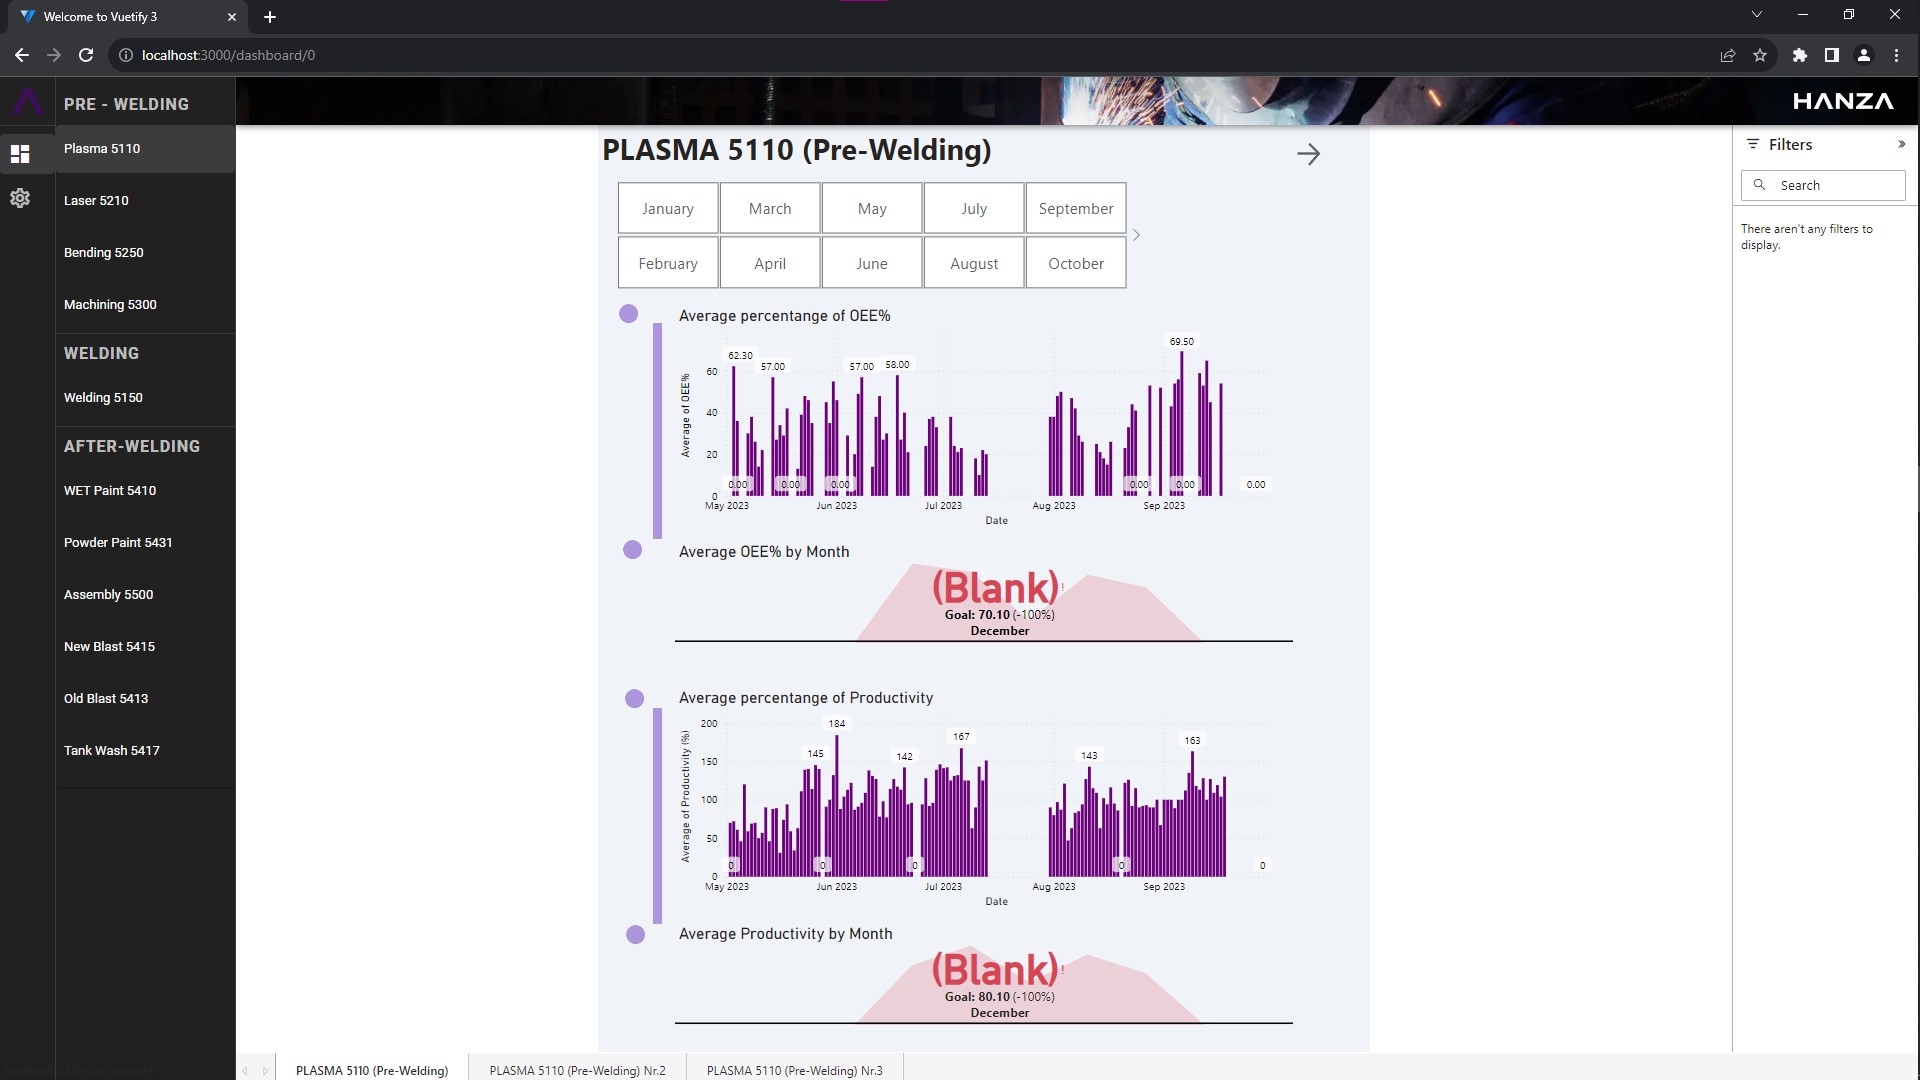 Welcome to Vuetify 3
localhost:3000/dashboard/0
HANZA
PRE - WELDING
Plasma 5110
Laser 5210
Bending 5250
Machining 5300
WELDING
Welding 5150
AFTER-WELDING
WET Paint 5410
Powder Paint 5431
Assembly 5500
New Blast 5415
Old Blast 5413
Tank Wash 5417
PLASMA 5110 (Pre-Welding)
January March May July September
February April June August October
Average percentange of OEE%
Average of OEE%
60
40
20
0
62.30
57.00
57.00
58.00
69.50
0.00 0.00 0.00 0.00 0.00 0.00
May 2023 Jun 2023 Jul 2023 Aug 2023 Sep 2023
Date
Average OEE% by Month
(Blank)!
Goal: 70.10 (-100%)
December
Average percentange of Productivity
Average of Productivity (%)
200
150
100
50
0
145
184
142
167
143
163
0 0 0 0 0
May 2023 Jun 2023 Jul 2023 Aug 2023 Sep 2023
Date
Average Productivity by Month
(Blank)!
Goal: 80.10 (-100%)
December
Filters
Search
There aren't any filters to
display.
PLASMA 5110 (Pre-Welding) PLASMA 5110 (Pre-Welding) Nr.2 PLASMA 5110 (Pre-Welding) Nr.3